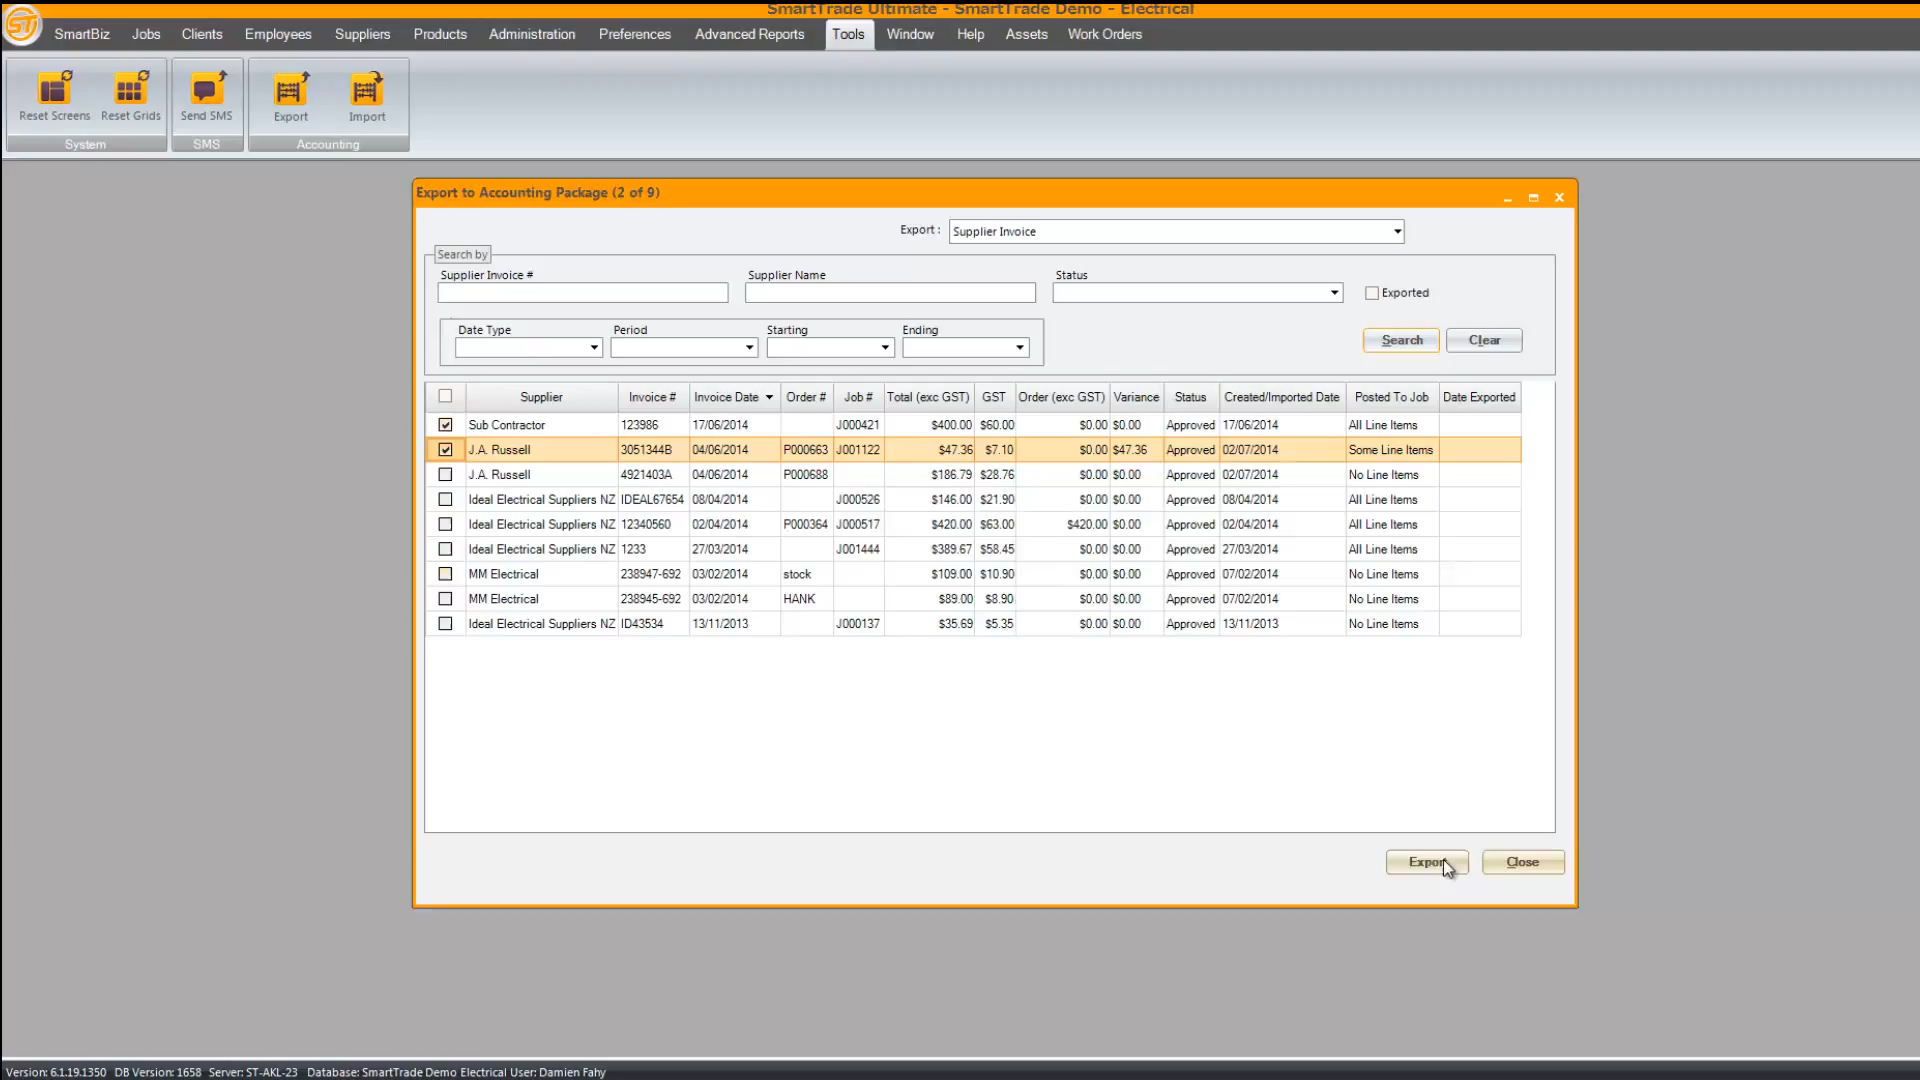 SmartTrade Ultimate - SmartTrade Demo - Electrical
ST
SmartBiz Jobs Clients Employees Suppliers Products Administration Preferences Advanced Reports Tools Window Help Assets Work Orders
Reset Screens Reset Grids Send SMS Export Import
System SMS Accounting
Export to Accounting Package (2 of 9)
Export : Supplier Invoice
Search by
Supplier Invoice # Supplier Name Status
Exported
Date Type Period Starting Ending
Search Clear
Supplier Invoice # Invoice Date Order # Job # Total (exc GST) GST Order (exc GST) Variance Status Created/Imported Date Posted To Job Date Exported
Sub Contractor 123986 17/06/2014 J000421 $400.00 $60.00 $0.00 $0.00 Approved 17/06/2014 All Line Items
J.A. Russell 3051344B 04/06/2014 P000663 J001122 $47.36 $7.10 $0.00 $47.36 Approved 02/07/2014 Some Line Items
J.A. Russell 4921403A 04/06/2014 P000688 $186.79 $28.76 $0.00 $0.00 Approved 02/07/2014 No Line Items
Ideal Electrical Suppliers NZ IDEAL67654 08/04/2014 J000526 $146.00 $21.90 $0.00 $0.00 Approved 08/04/2014 All Line Items
Ideal Electrical Suppliers NZ 12340560 02/04/2014 P000364 J000517 $420.00 $63.00 $420.00 $0.00 Approved 02/04/2014 All Line Items
Ideal Electrical Suppliers NZ 1233 27/03/2014 J001444 $389.67 $58.45 $0.00 $0.00 Approved 27/03/2014 All Line Items
MM Electrical 238947-692 03/02/2014 stock $109.00 $10.90 $0.00 $0.00 Approved 07/02/2014 No Line Items
MM Electrical 238945-692 03/02/2014 HANK $89.00 $8.90 $0.00 $0.00 Approved 07/02/2014 No Line Items
Ideal Electrical Suppliers NZ ID43534 13/11/2013 J000137 $35.69 $5.35 $0.00 $0.00 Approved 13/11/2013 No Line Items
Export Close
Version: 6.1.19.1350 DB Version: 1658 Server: ST-AKL-23 Database: SmartTrade Demo Electrical User: Damien Fahy